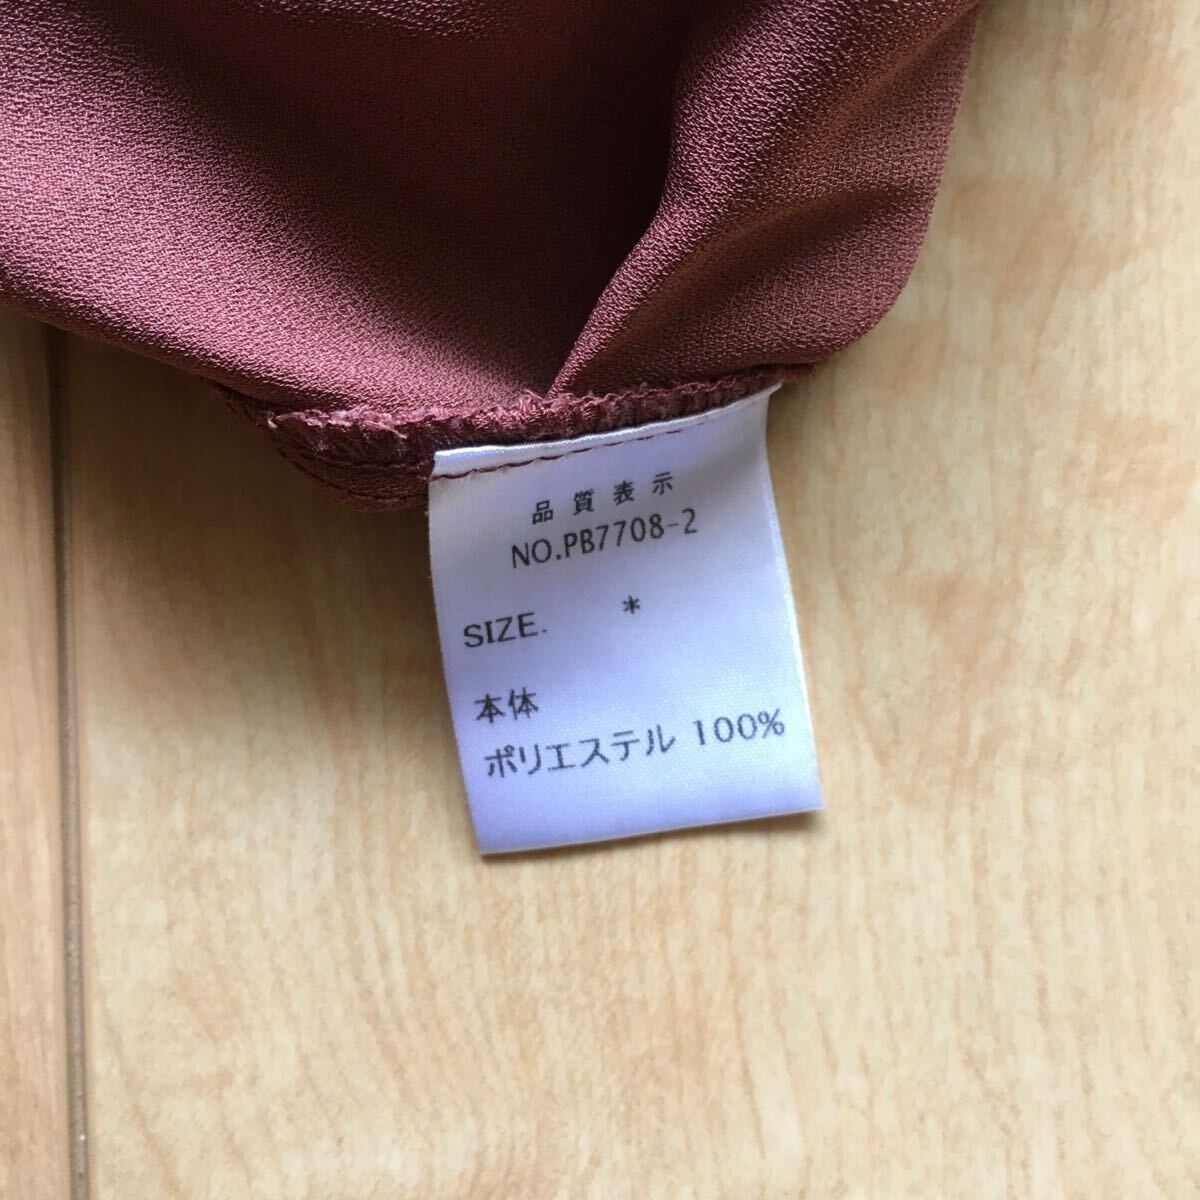 品質表示
NO.PB7708-2
SIZE. *
本体
ポリエステル 100%